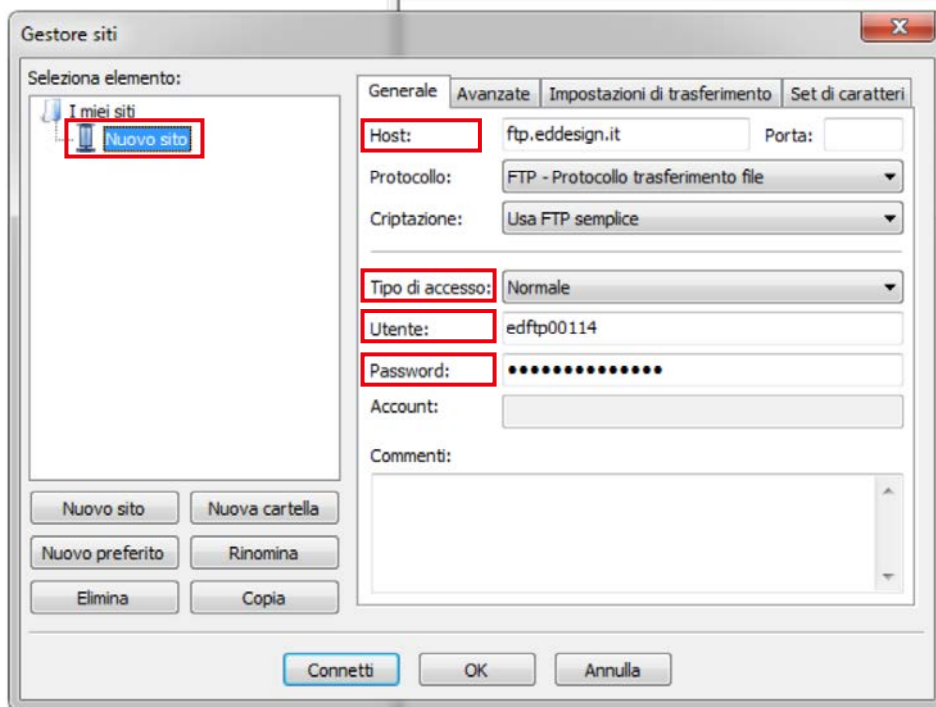 Gestore siti
Seleziona elemento:
I miei siti
Nuovo sito
Nuovo sito
Nuova cartella
Nuovo preferito
Rinomina
Elimina
Copia
Generale
Avanzate
Impostazioni di trasferimento
Set di caratteri
Host: ftp.eddesign.it Porta:
Protocollo: FTP - Protocollo trasferimento file
Criptazione: Usa FTP semplice
Tipo di accesso: Normale
Utente: edftp00114
Password: ••••••••••••••
Account:
Commenti:
Connetti
OK
Annulla